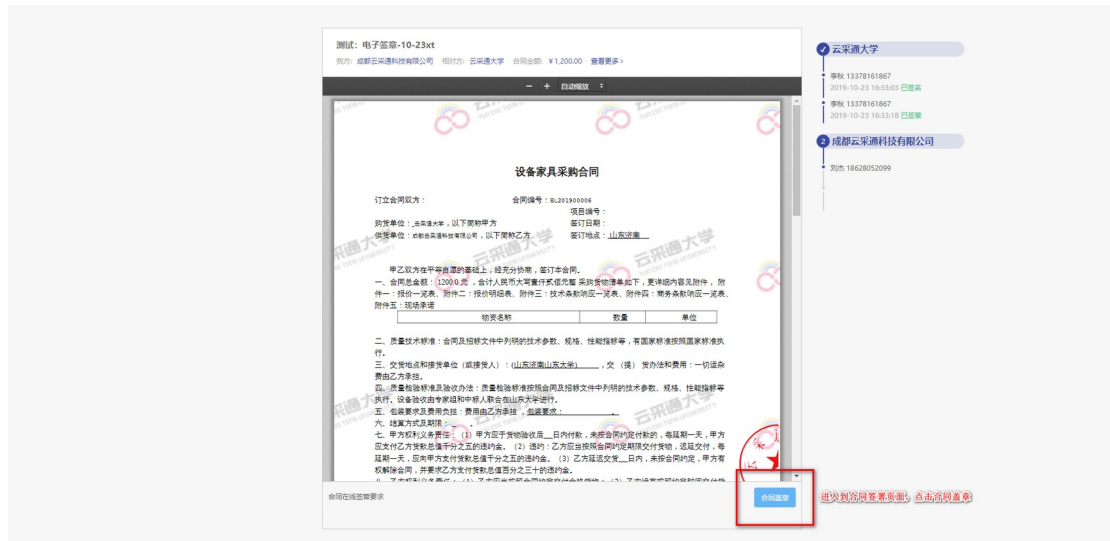 测试：电子签章-10-23xt
我方: 成都云采通科技有限公司 相对方: 云采通大学 合同金额: ￥1,200.00 查看更多›
− + 自动缩放
设备家具采购合同
订立合同双方： 合同编号：BL201900006
项目编号：
购货单位：_云采通大学，以下简称甲方 签订日期：
供货单位：成都云采通科技有限公司，以下简称乙方 签订地点：_山东济南__
甲乙双方在平等自愿的基础上，经充分协商，签订本合同。
一、合同总金额： 1200.0 元 ，合计人民币大写壹仟贰佰元整 采购货物清单如下，更详细内容见附件， 附
件一：报价一览表、附件二：报价明细表、附件三：技术条款响应一览表、附件四：商务条款响应一览表、
附件五：现场承诺
物资名称 数量 单位
二、质量技术标准：合同及招标文件中列明的技术参数、规格、性能指标等，有国家标准按照国家标准执
行。
三、交货地点和接货单位（或接货人）：(山东济南山东大学)____，交 （提） 货办法和费用：一切运杂
费由乙方承担。
四、质量检验标准及验收办法：质量检验标准按照合同及招标文件中列明的技术参数、规格、性能指标等
执行。设备验收由专家组和中标人联合在山东大学进行。
五、包装要求及费用负担：费用由乙方承担 ，包装要求： 。
六、结算方式及期限：_ 。
七、甲方权利义务责任：（1）甲方应于货物验收后__日内付款，未按合同约定付款的，每延期一天，甲方
应支付乙方货款总值千分之五的违约金。（2）违约：乙方应当按照合同约定期限交付货物，迟延交付，每
延期一天，应向甲方支付货款总值千分之五的违约金。（3）乙方延迟交货__日内，未按合同约定，甲方有
权解除合同，并要求乙方支付货款总值百分之三十的违约金。
合同在线签章要求
合同盖章
进入到合同签署页面，点击合同盖章
云采通大学
李秋 13378161867
2019-10-23 16:33:03 已签名
李秋 13378161867
2019-10-23 16:33:18 已签章
2 成都云采通科技有限公司
刘杰 18628052099